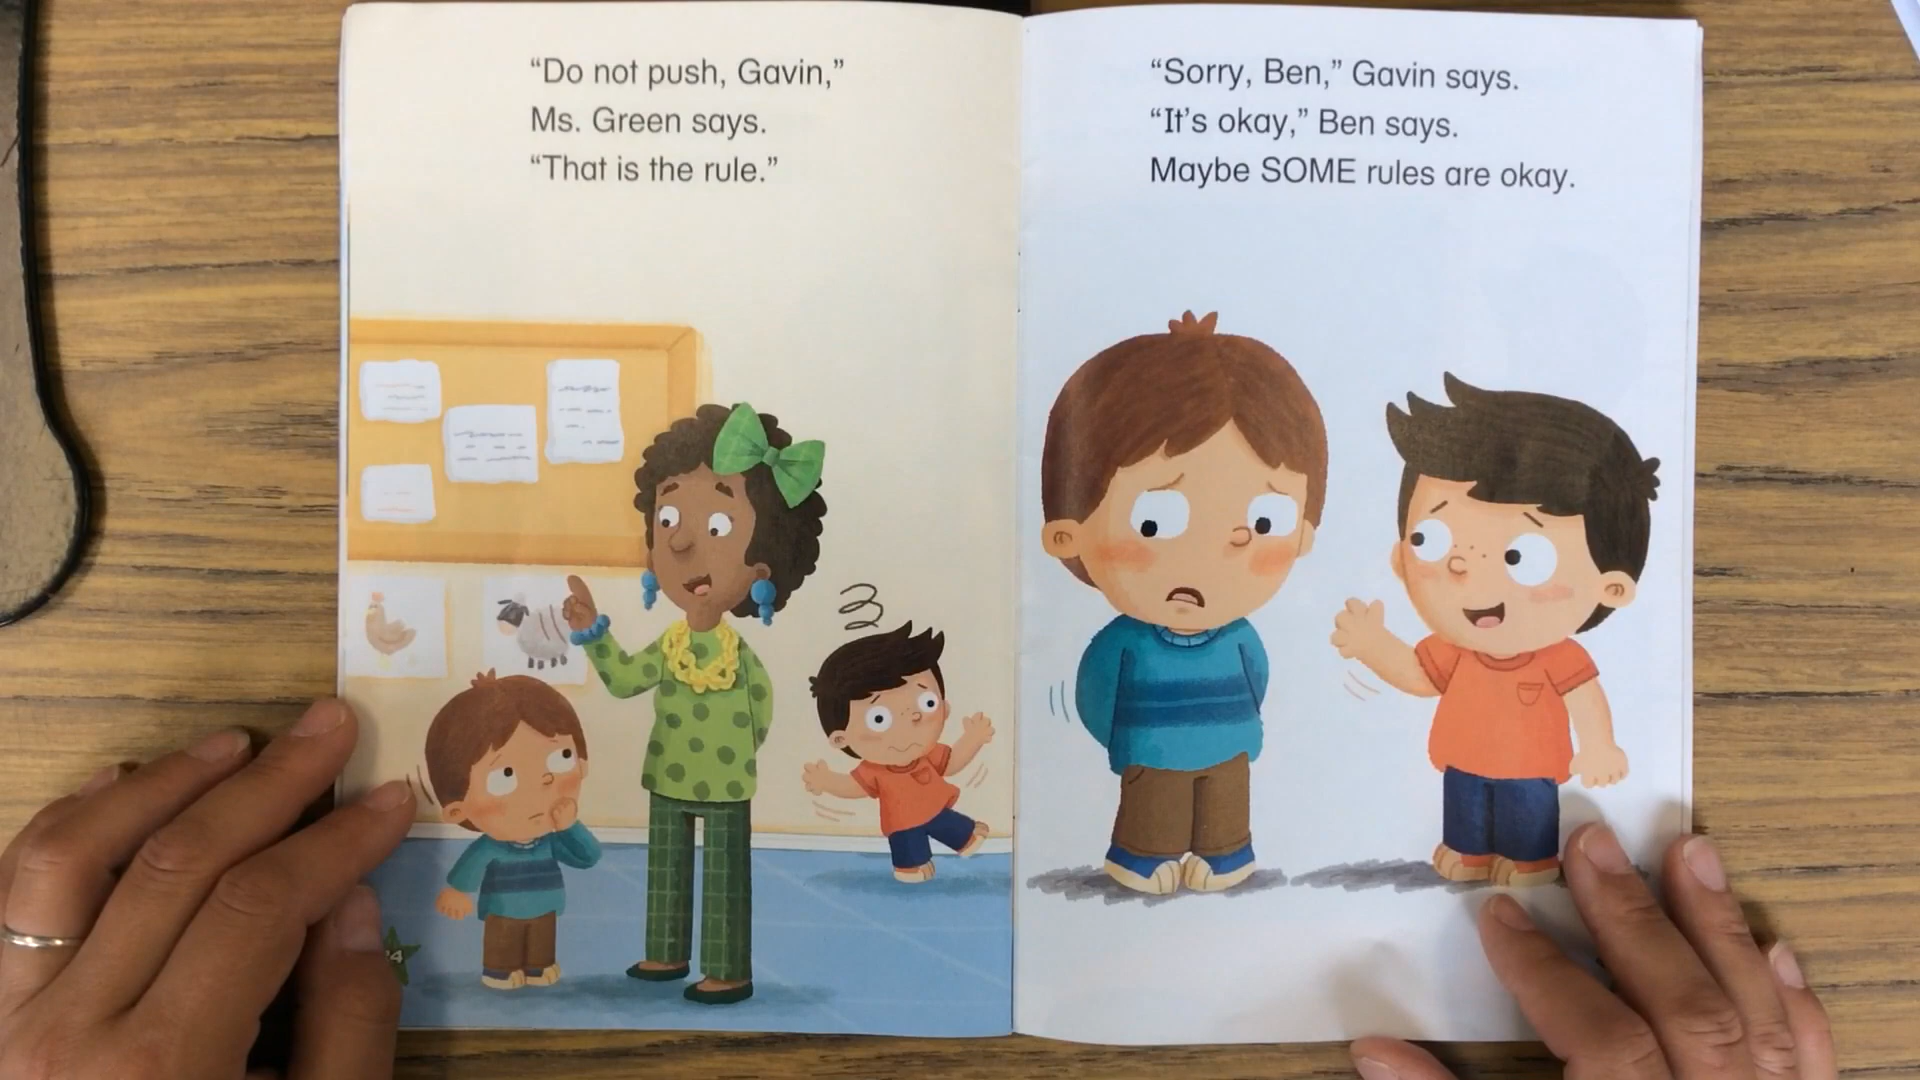 “Do not push, Gavin,”
Ms. Green says.
“That is the rule.”
“Sorry, Ben,” Gavin says.
“It’s okay,” Ben says.
Maybe SOME rules are okay.